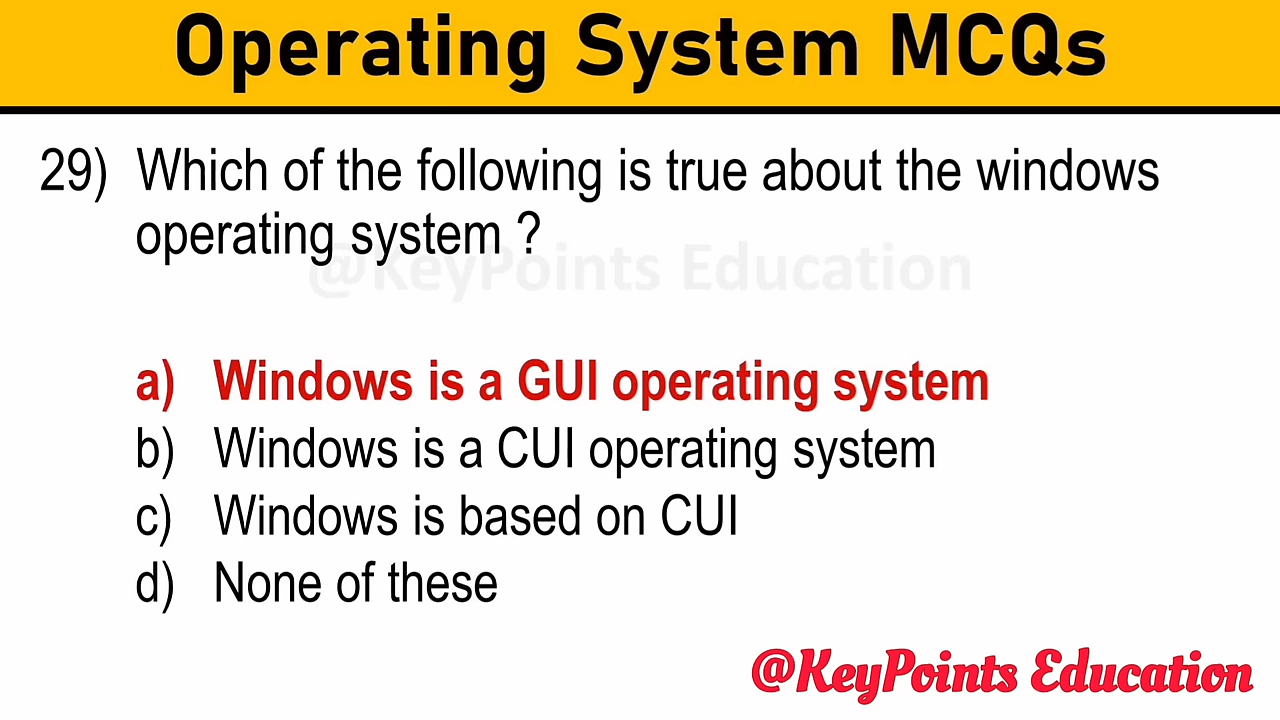 Operating System MCQs
29) Which of the following is true about the windows
operating system ?
@KeyPoints Education
a) Windows is a GUI operating system
b) Windows is a CUI operating system
c) Windows is based on CUI
d) None of these
@KeyPoints Education